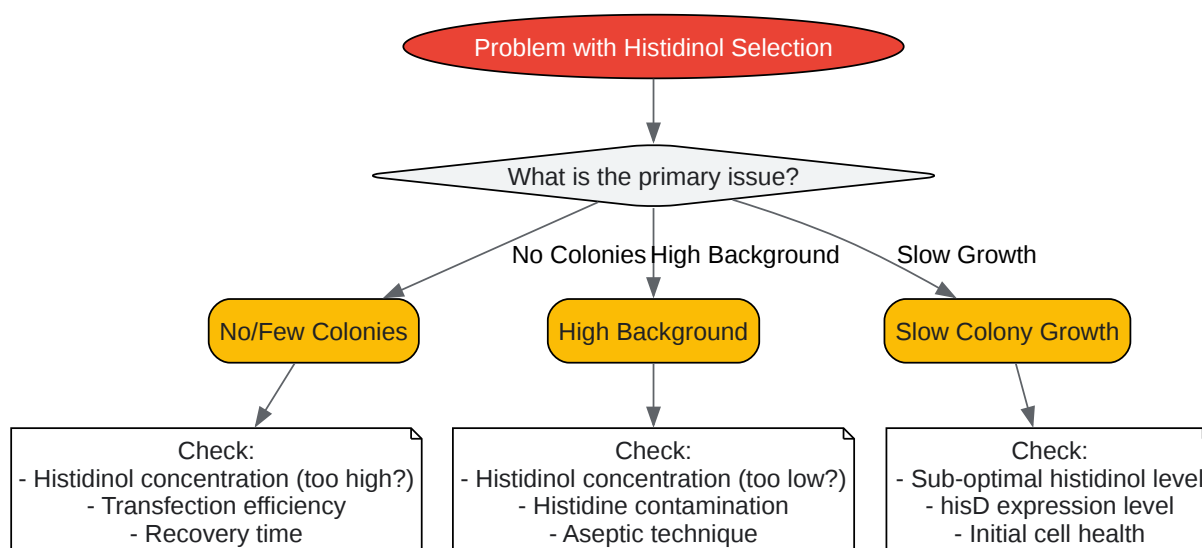 Problem with Histidinol Selection
What is the primary issue?
No Colonies
High Background
Slow Growth
No/Few Colonies
High Background
Slow Colony Growth
Check:
- Histidinol concentration (too high?)
- Transfection efficiency
- Recovery time
Check:
- Histidinol concentration (too low?)
- Histidine contamination
- Aseptic technique
Check:
- Sub-optimal histidinol level
- hisD expression level
- Initial cell health